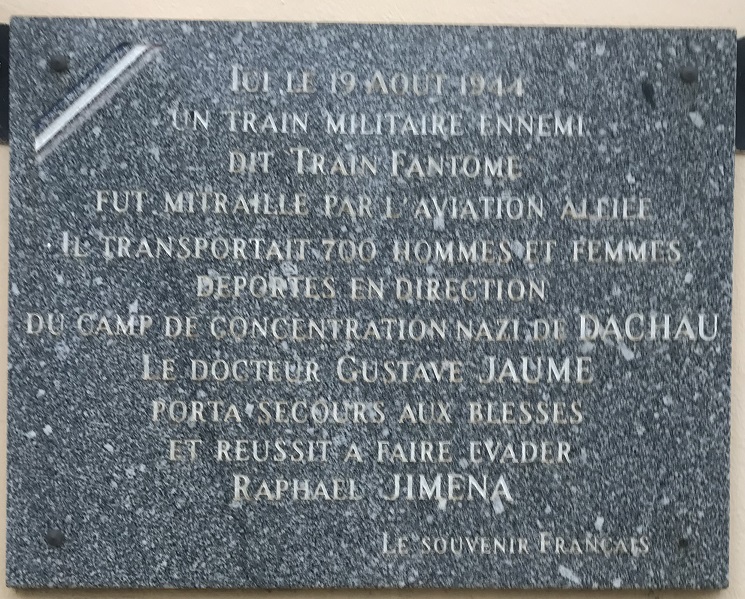 ICI LE 19 AOUT 1944
UN TRAIN MILITAIRE ENNEMI
DIT TRAIN FANTOME
FUT MITRAILLE PAR L'AVIATION ALLIEE
IL TRANSPORTAIT 700 HOMMES ET FEMMES
DEPORTES EN DIRECTION
DU CAMP DE CONCENTRATION NAZI DE DACHAU
LE DOCTEUR GUSTAVE JAUME
PORTA SECOURS AUX BLESSES
ET REUSSIT A FAIRE EVADER
RAPHAEL JIMENA
LE SOUVENIR FRANÇAIS